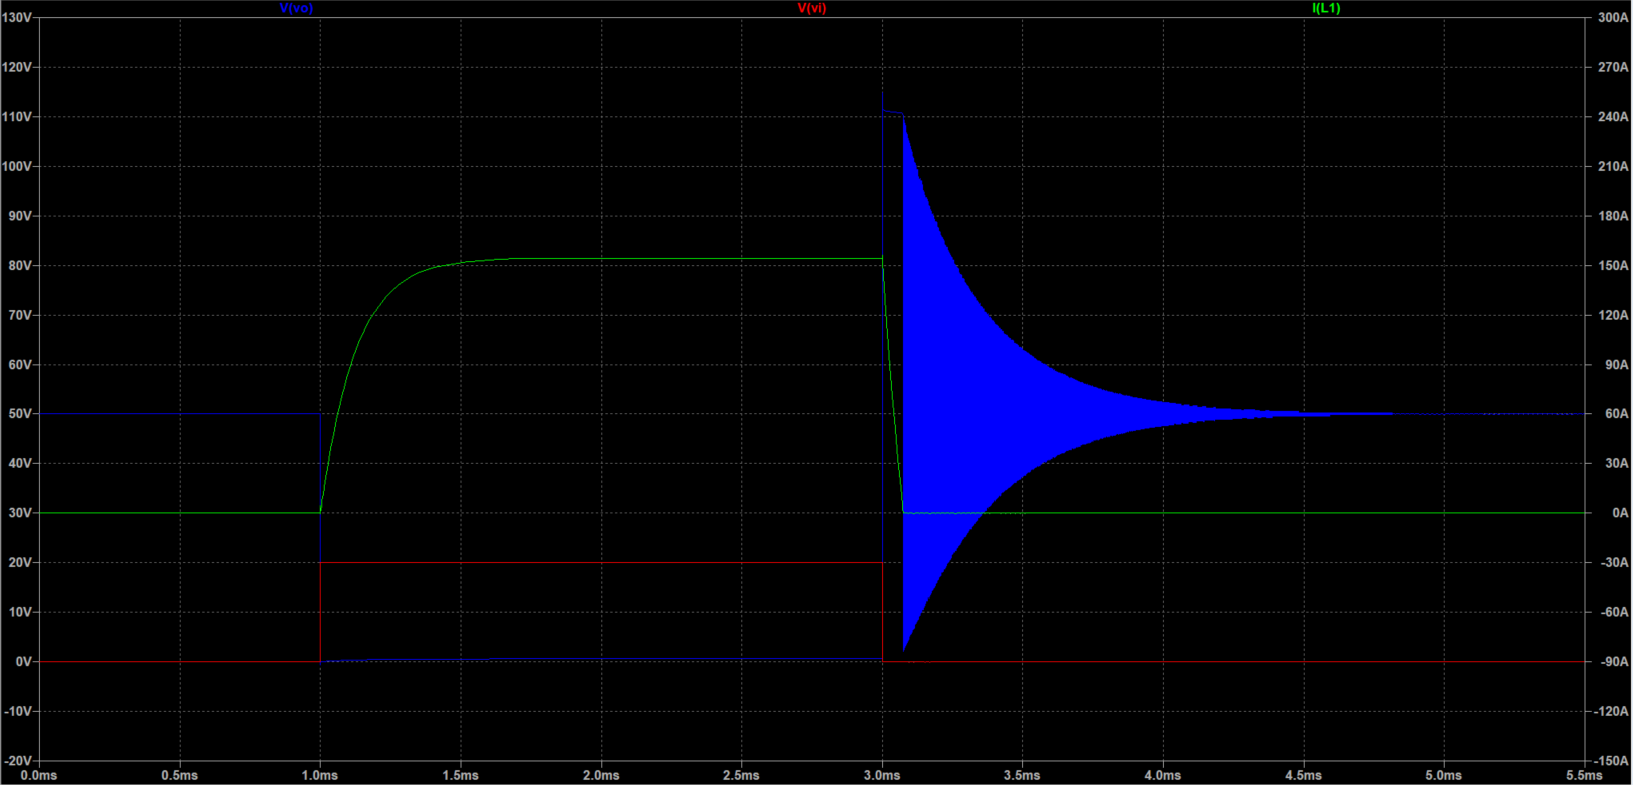 V(vo) V(vi) I(L1)
130V 300A
120V 270A
110V 240A
100V 210A
90V 180A
80V 150A
70V 120A
60V 90A
50V 60A
40V 30A
30V 0A
20V -30A
10V -60A
0V -90A
-10V -120A
-20V -150A
0.0ms 0.5ms 1.0ms 1.5ms 2.0ms 2.5ms 3.0ms 3.5ms 4.0ms 4.5ms 5.0ms 5.5ms